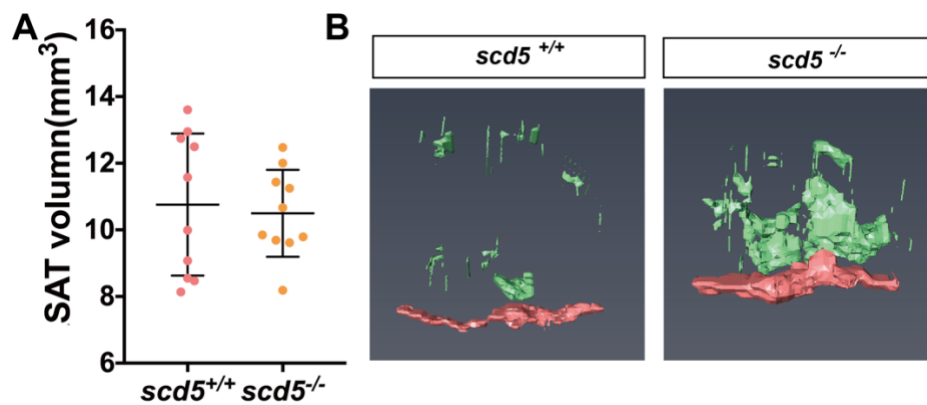 A
SAT volumn(mm³)
16
14
12
10
8
6
scd5+/+ scd5-/-
B
scd5 +/+
scd5 -/-